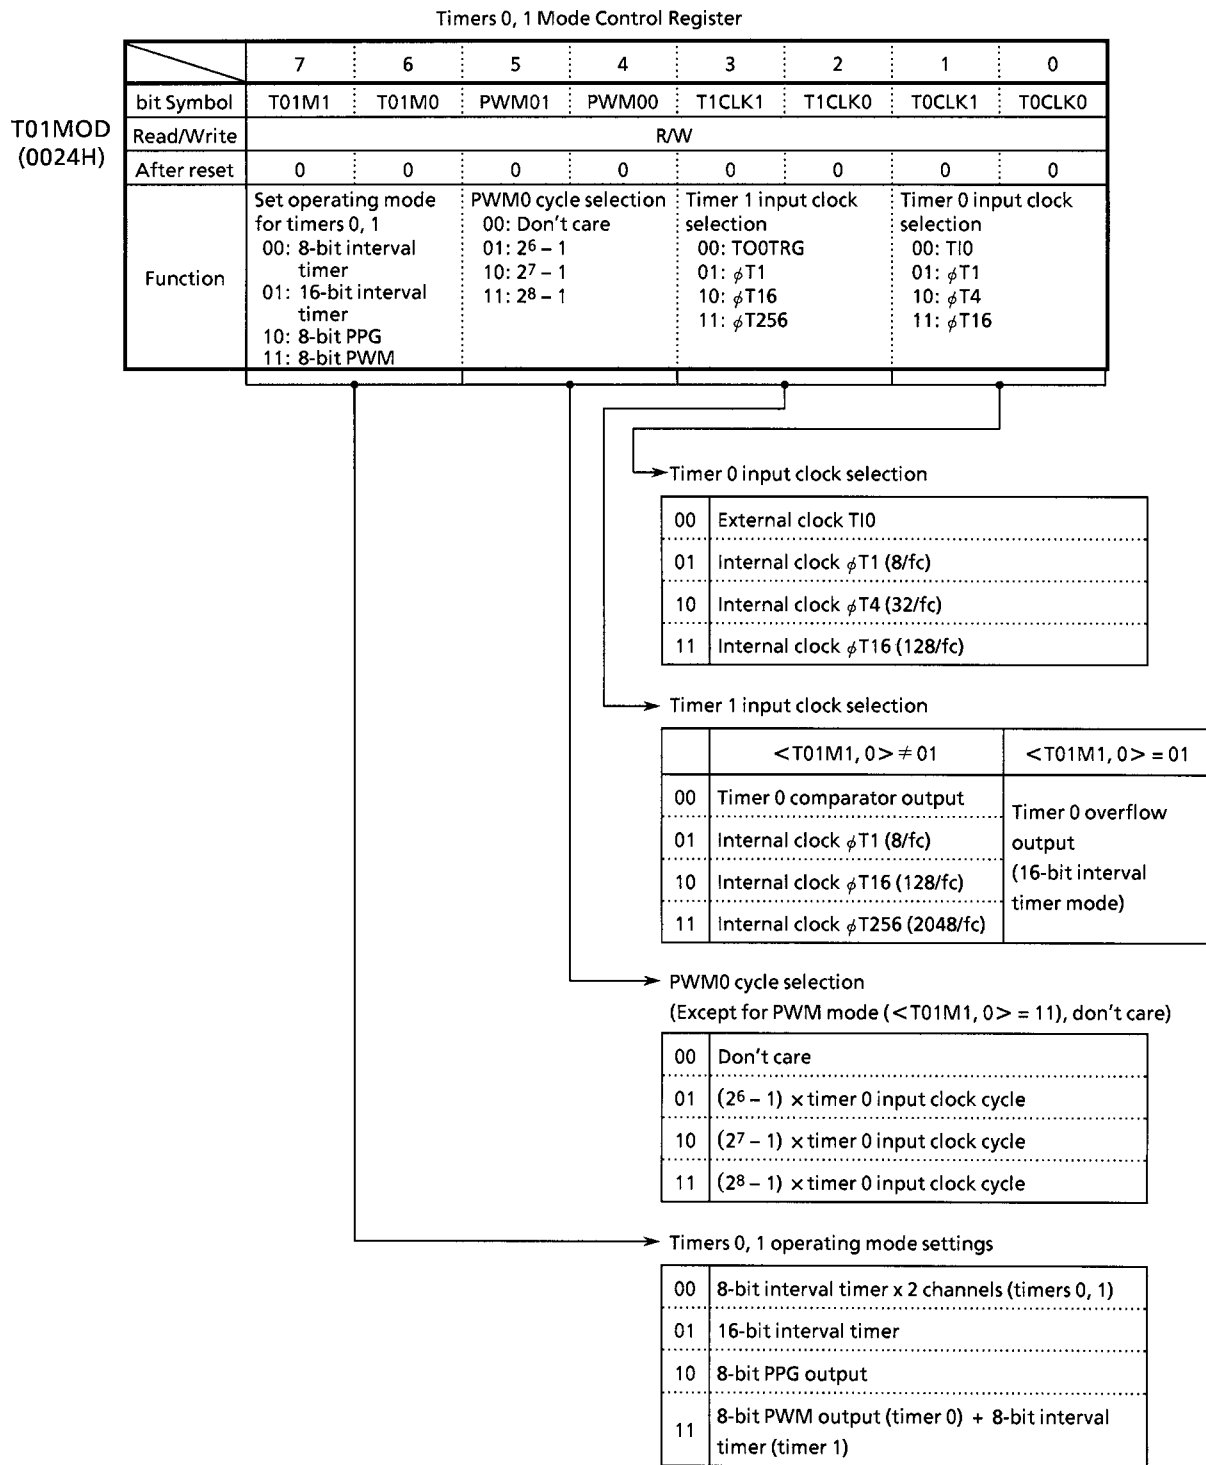 Timers 0, 1 Mode Control Register
7 6 5 4 3 2 1 0
bit Symbol T01M1 T01M0 PWM01 PWM00 T1CLK1 T1CLK0 T0CLK1 T0CLK0
T01MOD
(0024H)
Read/Write R/W
After reset 0 0 0 0 0 0 0 0
Function
Set operating mode
for timers 0, 1
00: 8-bit interval
timer
01: 16-bit interval
timer
10: 8-bit PPG
11: 8-bit PWM
PWM0 cycle selection
00: Don't care
01: 2⁶ – 1
10: 2⁷ – 1
11: 2⁸ – 1
Timer 1 input clock
selection
00: TO0TRG
01: ϕT1
10: ϕT16
11: ϕT256
Timer 0 input clock
selection
00: TI0
01: ϕT1
10: ϕT4
11: ϕT16
Timer 0 input clock selection
00 External clock TI0
01 Internal clock ϕT1 (8/fc)
10 Internal clock ϕT4 (32/fc)
11 Internal clock ϕT16 (128/fc)
Timer 1 input clock selection
<T01M1, 0> ≠ 01 <T01M1, 0> = 01
00 Timer 0 comparator output
01 Internal clock ϕT1 (8/fc)
10 Internal clock ϕT16 (128/fc)
11 Internal clock ϕT256 (2048/fc)
Timer 0 overflow
output
(16-bit interval
timer mode)
PWM0 cycle selection
(Except for PWM mode (<T01M1, 0> = 11), don't care)
00 Don't care
01 (2⁶ – 1) × timer 0 input clock cycle
10 (2⁷ – 1) × timer 0 input clock cycle
11 (2⁸ – 1) × timer 0 input clock cycle
Timers 0, 1 operating mode settings
00 8-bit interval timer x 2 channels (timers 0, 1)
01 16-bit interval timer
10 8-bit PPG output
11 8-bit PWM output (timer 0) + 8-bit interval
timer (timer 1)